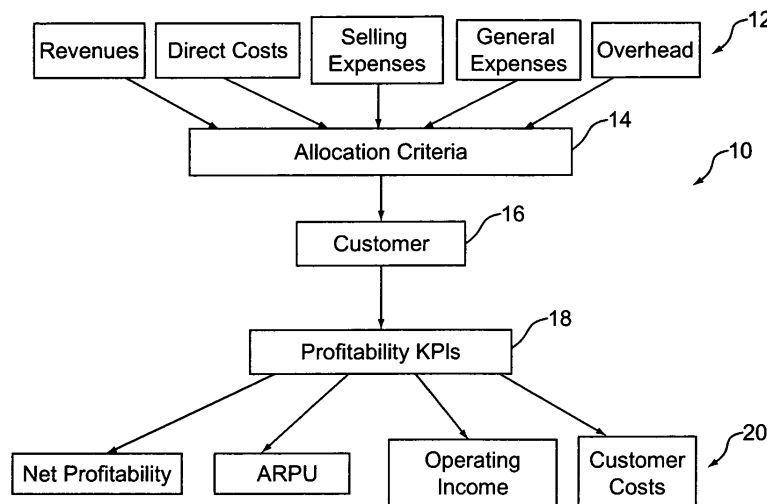 Revenues
Direct Costs
Selling
Expenses
General
Expenses
Overhead
12
Allocation Criteria
14
10
Customer
16
Profitability KPIs
18
Net Profitability
ARPU
Operating
Income
Customer
Costs
20